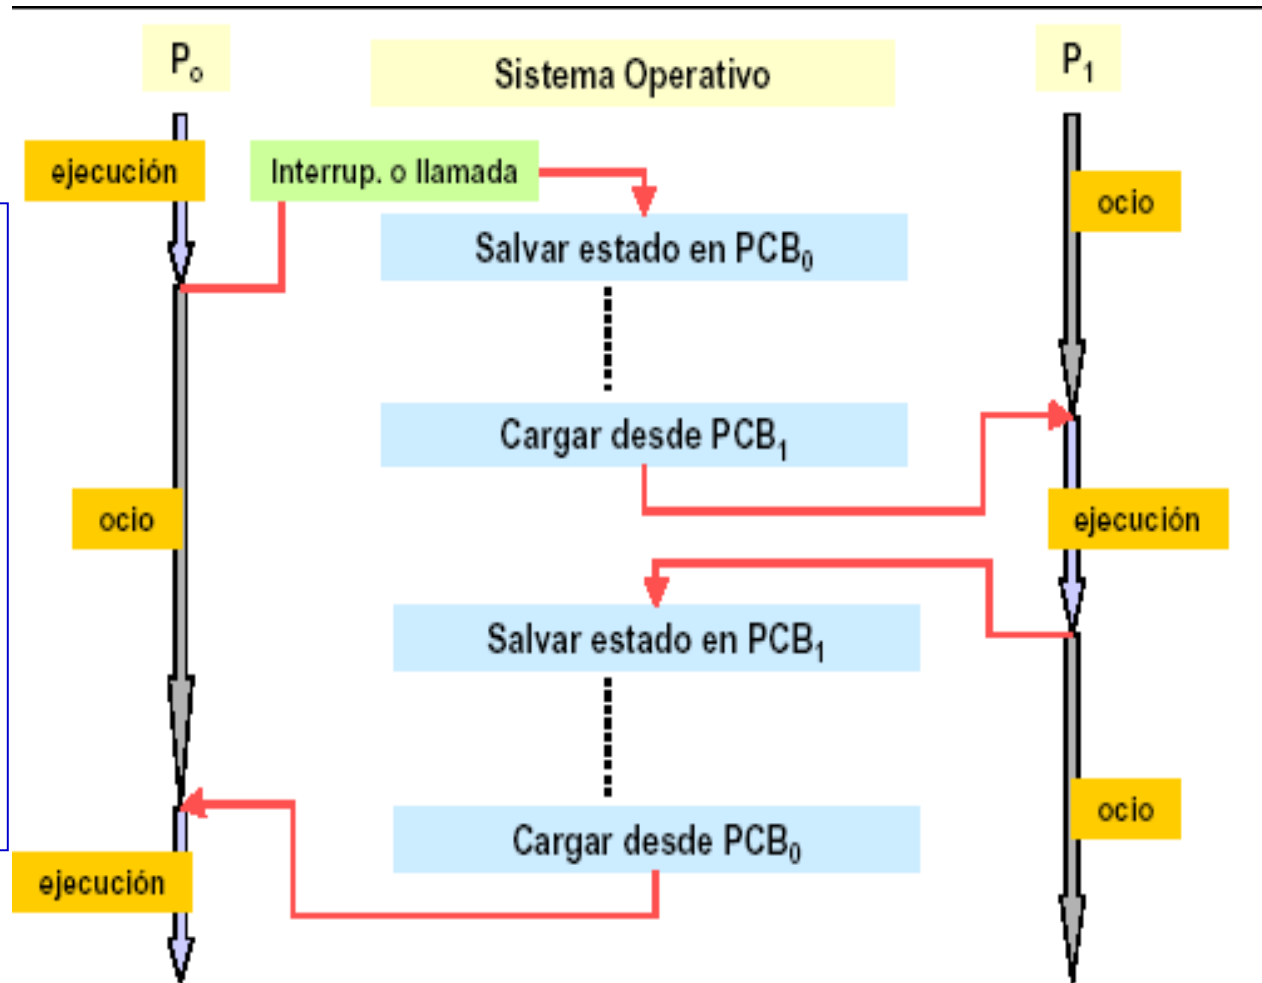 P₀
Sistema Operativo
P₁
ejecución
Interrup. o llamada
ocio
Salvar estado en PCB₀
Cargar desde PCB₁
ocio
ejecución
Salvar estado en PCB₁
ocio
Cargar desde PCB₀
ejecución